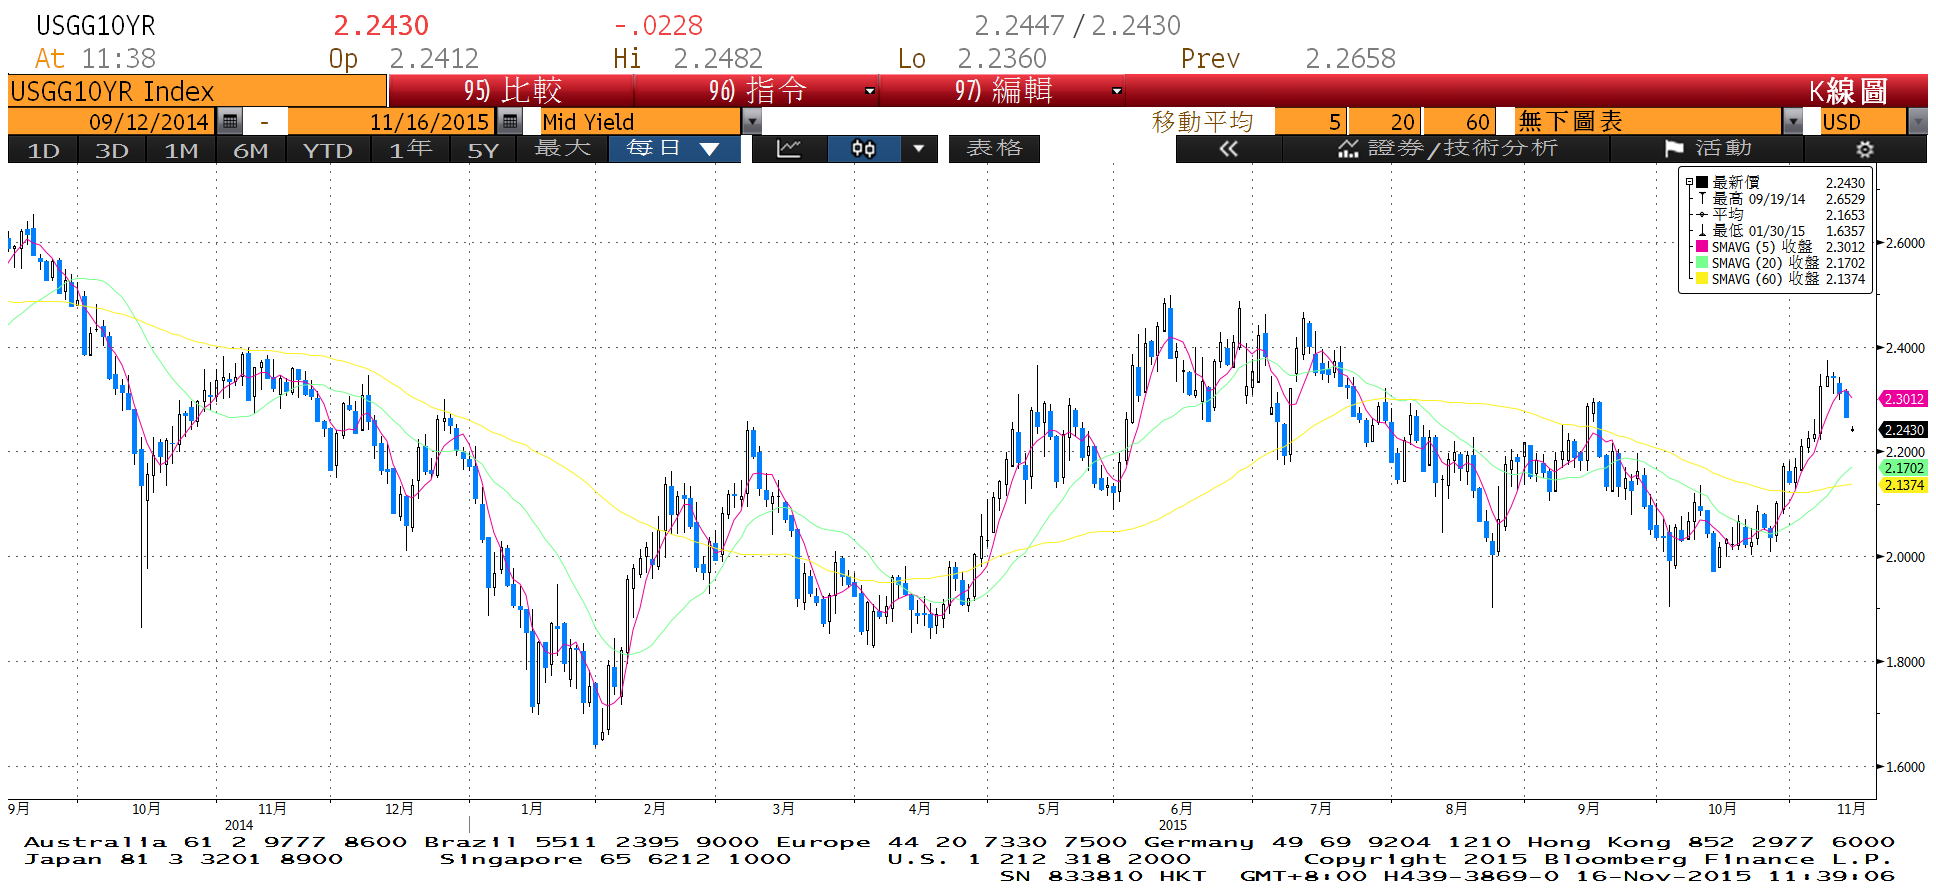 USGG10YR 2.2430 -.0228 2.2447 / 2.2430
At 11:38 Op 2.2412 Hi 2.2482 Lo 2.2360 Prev 2.2658
USGG10YR Index 95) 比較 96) 指令 97) 編輯 K線圖
09/12/2014 - 11/16/2015 Mid Yield 移動平均 5 20 60 無下圖表 USD
1D 3D 1M 6M YTD 1年 5Y 最大 每日 表格 « 證券/技術分析 活動
最新價 2.2430
最高 09/19/14 2.6529
平均 2.1653
最低 01/30/15 1.6357
SMAVG (5) 收盤 2.3012
SMAVG (20) 收盤 2.1702
SMAVG (60) 收盤 2.1374
2.6000
2.4000
2.3012
2.2430
2.2000
2.1702
2.1374
2.0000
1.8000
1.6000
9月 10月 11月 12月 1月 2月 3月 4月 5月 6月 7月 8月 9月 10月 11月
2014 2015
Australia 61 2 9777 8600 Brazil 5511 2395 9000 Europe 44 20 7330 7500 Germany 49 69 9204 1210 Hong Kong 852 2977 6000
Japan 81 3 3201 8900 Singapore 65 6212 1000 U.S. 1 212 318 2000 Copyright 2015 Bloomberg Finance L.P.
SN 833810 HKT GMT+8:00 H439-3869-0 16-Nov-2015 11:39:06